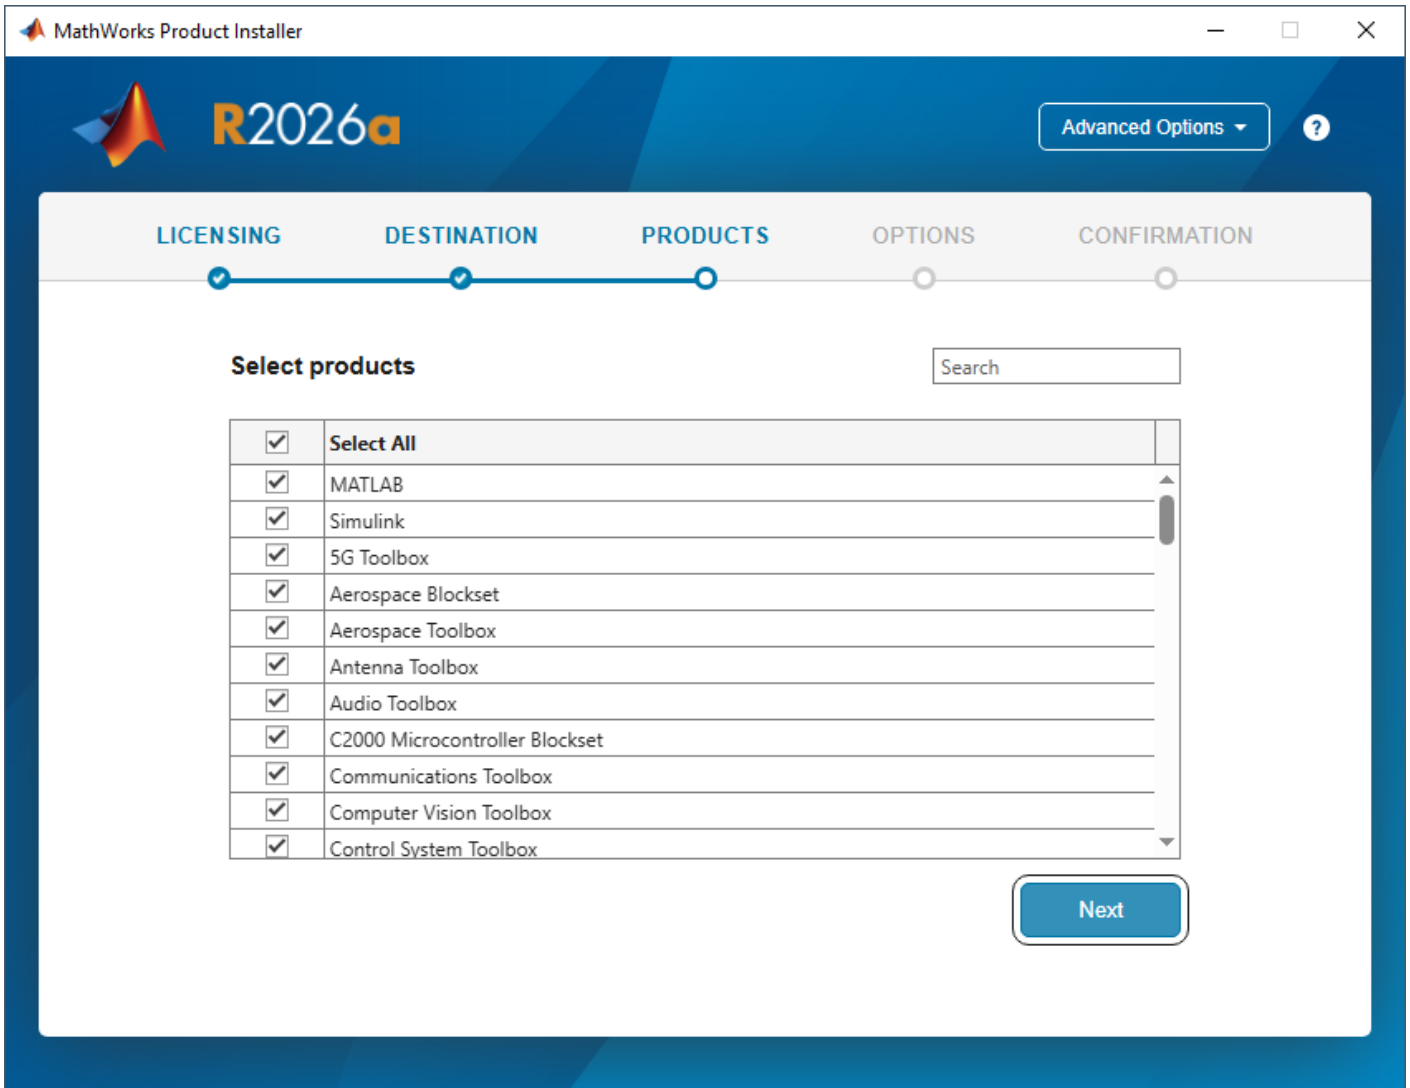 MathWorks Product Installer
R2026a
Advanced Options
?
LICENSING
DESTINATION
PRODUCTS
OPTIONS
CONFIRMATION
Select products
Search
Select All
MATLAB
Simulink
5G Toolbox
Aerospace Blockset
Aerospace Toolbox
Antenna Toolbox
Audio Toolbox
C2000 Microcontroller Blockset
Communications Toolbox
Computer Vision Toolbox
Control System Toolbox
Next